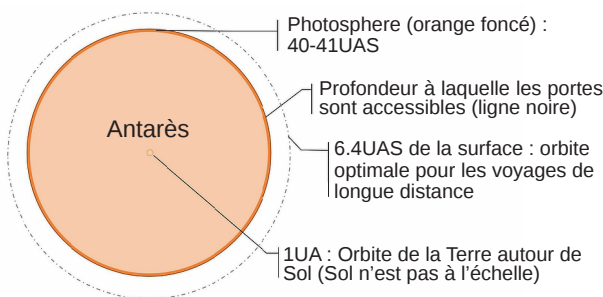 Photosphere (orange foncé) :
40-41UAS
Profondeur à laquelle les portes
sont accessibles (ligne noire)
Antarès
6.4UAS de la surface : orbite
optimale pour les voyages de
longue distance
1UA : Orbite de la Terre autour de
Sol (Sol n’est pas à l’échelle)